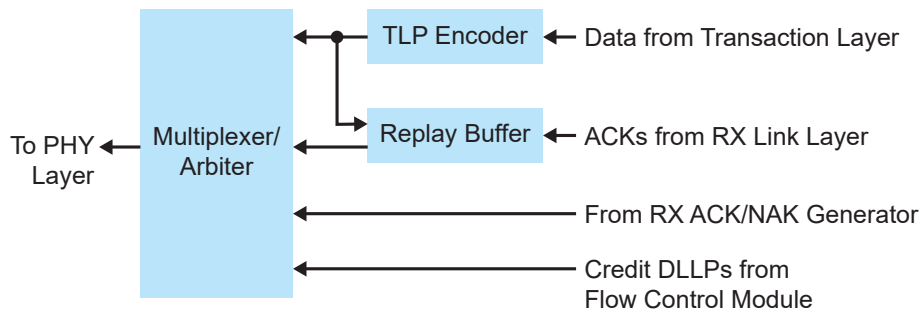 TLP Encoder
Data from Transaction Layer
Replay Buffer
ACKs from RX Link Layer
To PHY
Layer
Multiplexer/
Arbiter
From RX ACK/NAK Generator
Credit DLLPs from
Flow Control Module